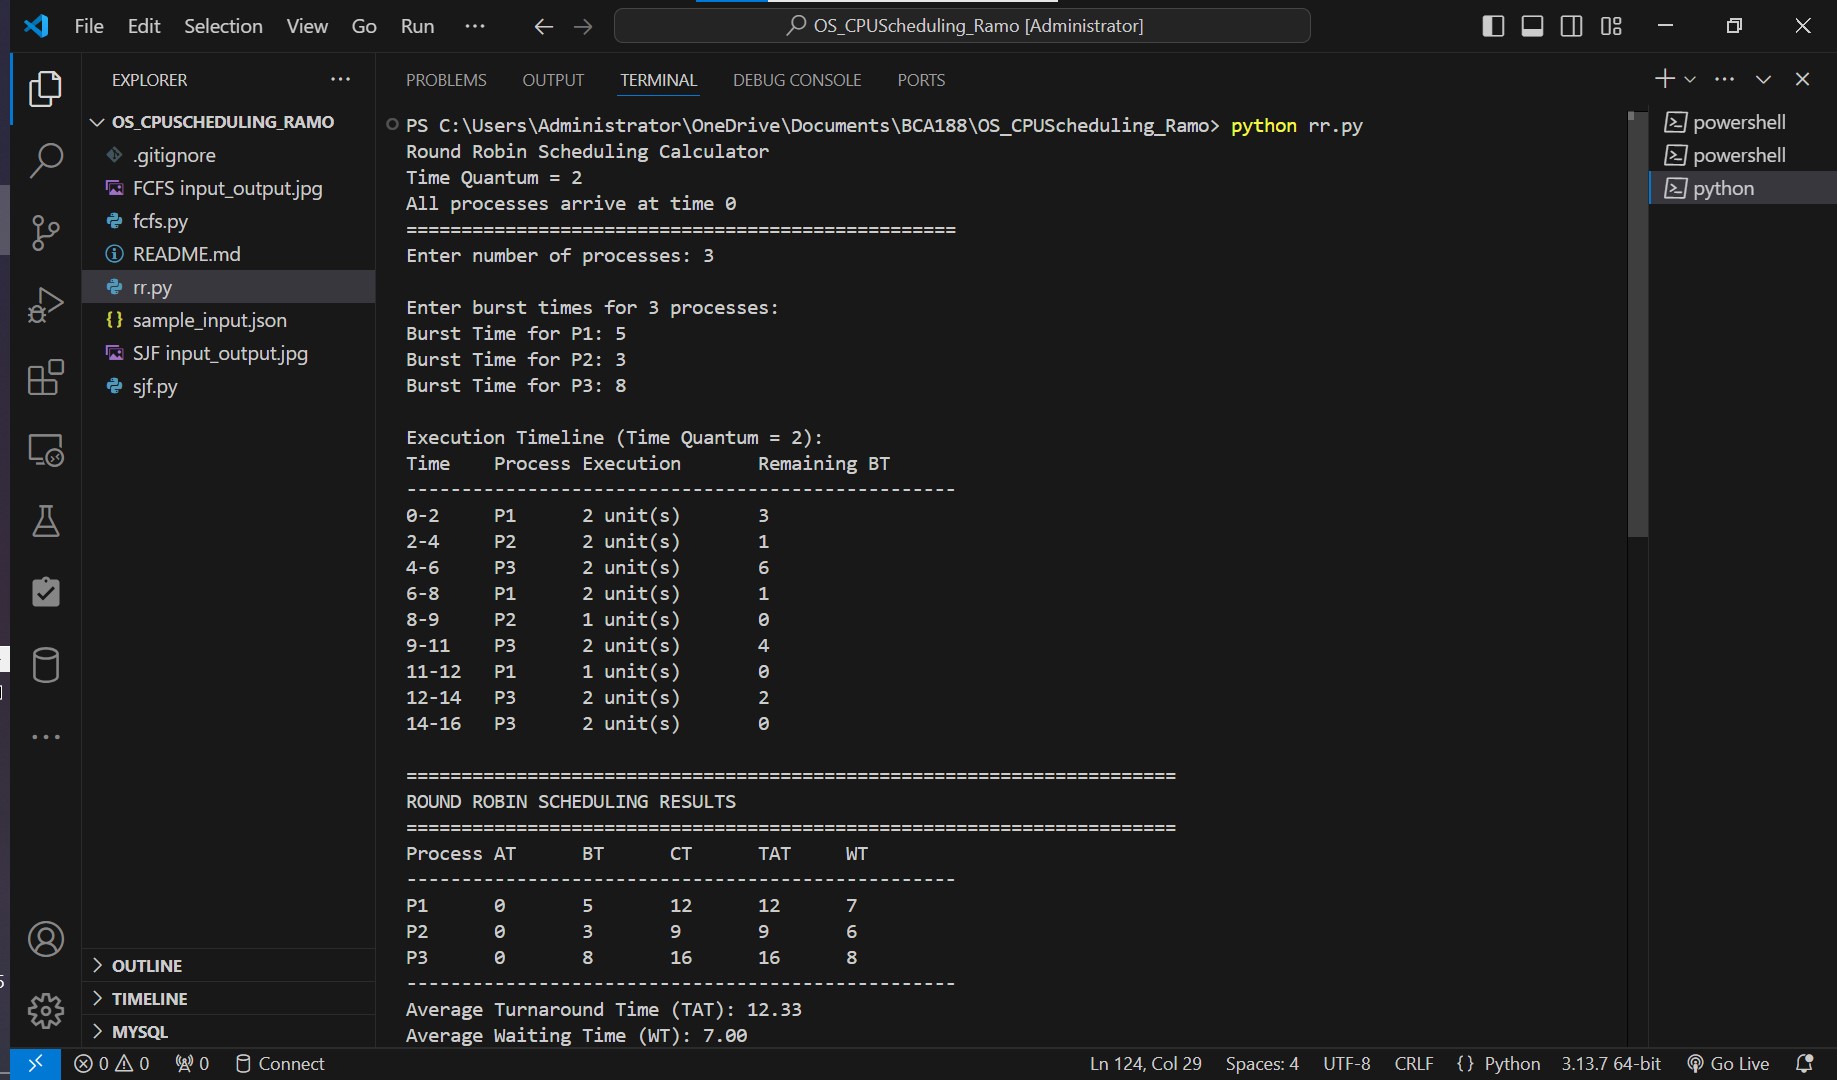 File Edit Selection View Go Run ··· OS_CPUScheduling_Ramo [Administrator]
EXPLORER ···
OS_CPUSCHEDULING_RAMO
.gitignore
FCFS input_output.jpg
fcfs.py
README.md
rr.py
sample_input.json
SJF input_output.jpg
sjf.py
OUTLINE
TIMELINE
MYSQL
PROBLEMS OUTPUT TERMINAL DEBUG CONSOLE PORTS
PS C:\Users\Administrator\OneDrive\Documents\BCA188\OS_CPUScheduling_Ramo> python rr.py
Round Robin Scheduling Calculator
Time Quantum = 2
All processes arrive at time 0
==================================================
Enter number of processes: 3
Enter burst times for 3 processes:
Burst Time for P1: 5
Burst Time for P2: 3
Burst Time for P3: 8
Execution Timeline (Time Quantum = 2):
Time Process Execution Remaining BT
--------------------------------------------------
0-2 P1 2 unit(s) 3
2-4 P2 2 unit(s) 1
4-6 P3 2 unit(s) 6
6-8 P1 2 unit(s) 1
8-9 P2 1 unit(s) 0
9-11 P3 2 unit(s) 4
11-12 P1 1 unit(s) 0
12-14 P3 2 unit(s) 2
14-16 P3 2 unit(s) 0
======================================================================
ROUND ROBIN SCHEDULING RESULTS
======================================================================
Process AT BT CT TAT WT
--------------------------------------------------
P1 0 5 12 12 7
P2 0 3 9 9 6
P3 0 8 16 16 8
--------------------------------------------------
Average Turnaround Time (TAT): 12.33
Average Waiting Time (WT): 7.00
powershell
powershell
python
0 0 0 Connect Ln 124, Col 29 Spaces: 4 UTF-8 CRLF {} Python 3.13.7 64-bit Go Live